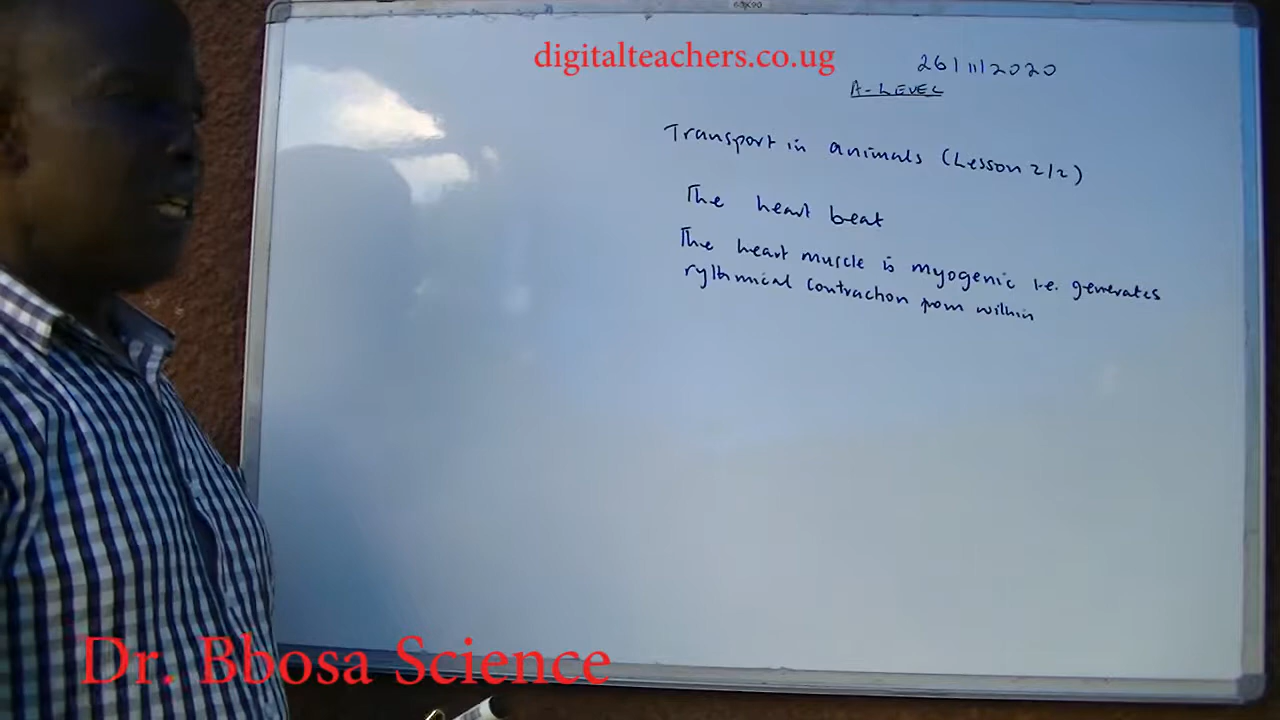 digitalteachers.co.ug
26/11/2020
A-LEVEL
Transport in animals (Lesson 2/2)
The heart beat
The heart muscle is myogenic i.e. generates
rythmical contraction from within
Dr. Bbosa Science